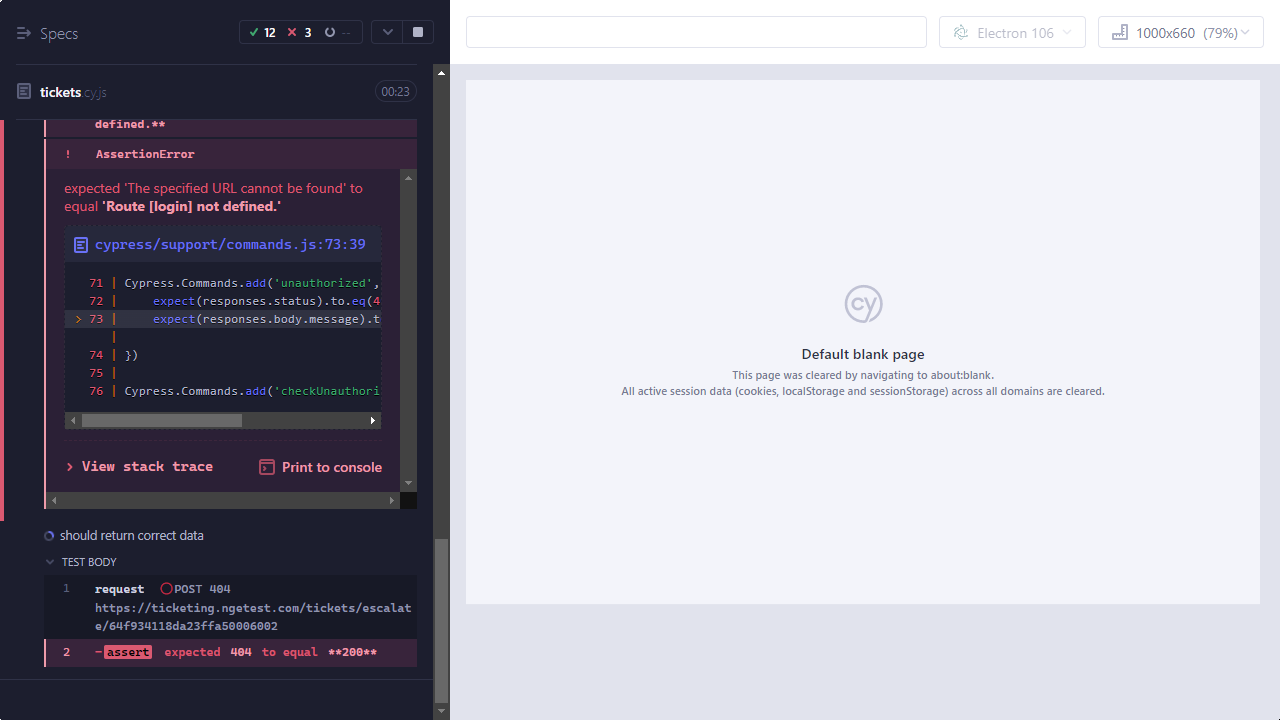 Specs
12
3
--
Electron 106
1000x660 (79%)
tickets cy.js
00:23
defined.**
! AssertionError
expected 'The specified URL cannot be found' to
equal 'Route [login] not defined.'
cypress/support/commands.js:73:39
71 | Cypress.Commands.add('unauthorized',
72 | expect(responses.status).to.eq(4
> 73 | expect(responses.body.message).t
|
74 | })
75 |
76 | Cypress.Commands.add('checkUnauthori
> View stack trace
Print to console
should return correct data
TEST BODY
1 request POST 404
https://ticketing.ngetest.com/tickets/escalat
e/64f934118da23ffa50006002
2 -assert expected 404 to equal **200**
cy
Default blank page
This page was cleared by navigating to about:blank.
All active session data (cookies, localStorage and sessionStorage) across all domains are cleared.